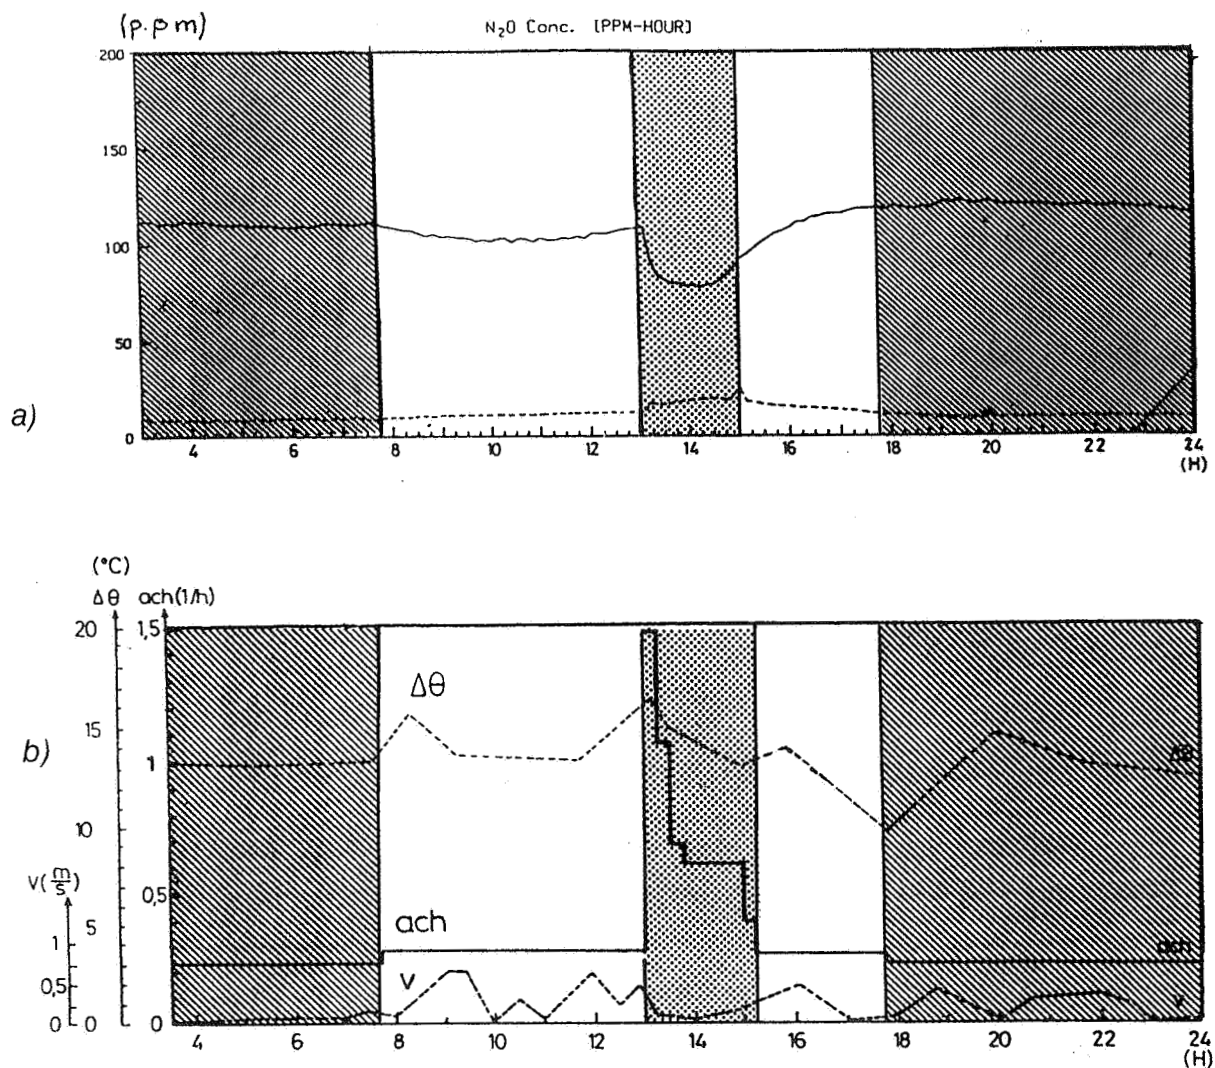 (p.pm)
N₂O Conc. [PPM-HOUR]
200
150
100
50
0
a)
4 6 8 10 12 14 16 18 20 22 24
(H)
(°C)
Δθ ach(1/h)
20 1,5
Δθ
15
b)
1
Δθ
10
V(m/s)
0,5
ach
5
1
ach
V
0,5
V
0 0 0
4 6 8 10 12 14 16 18 20 22 24
(H)